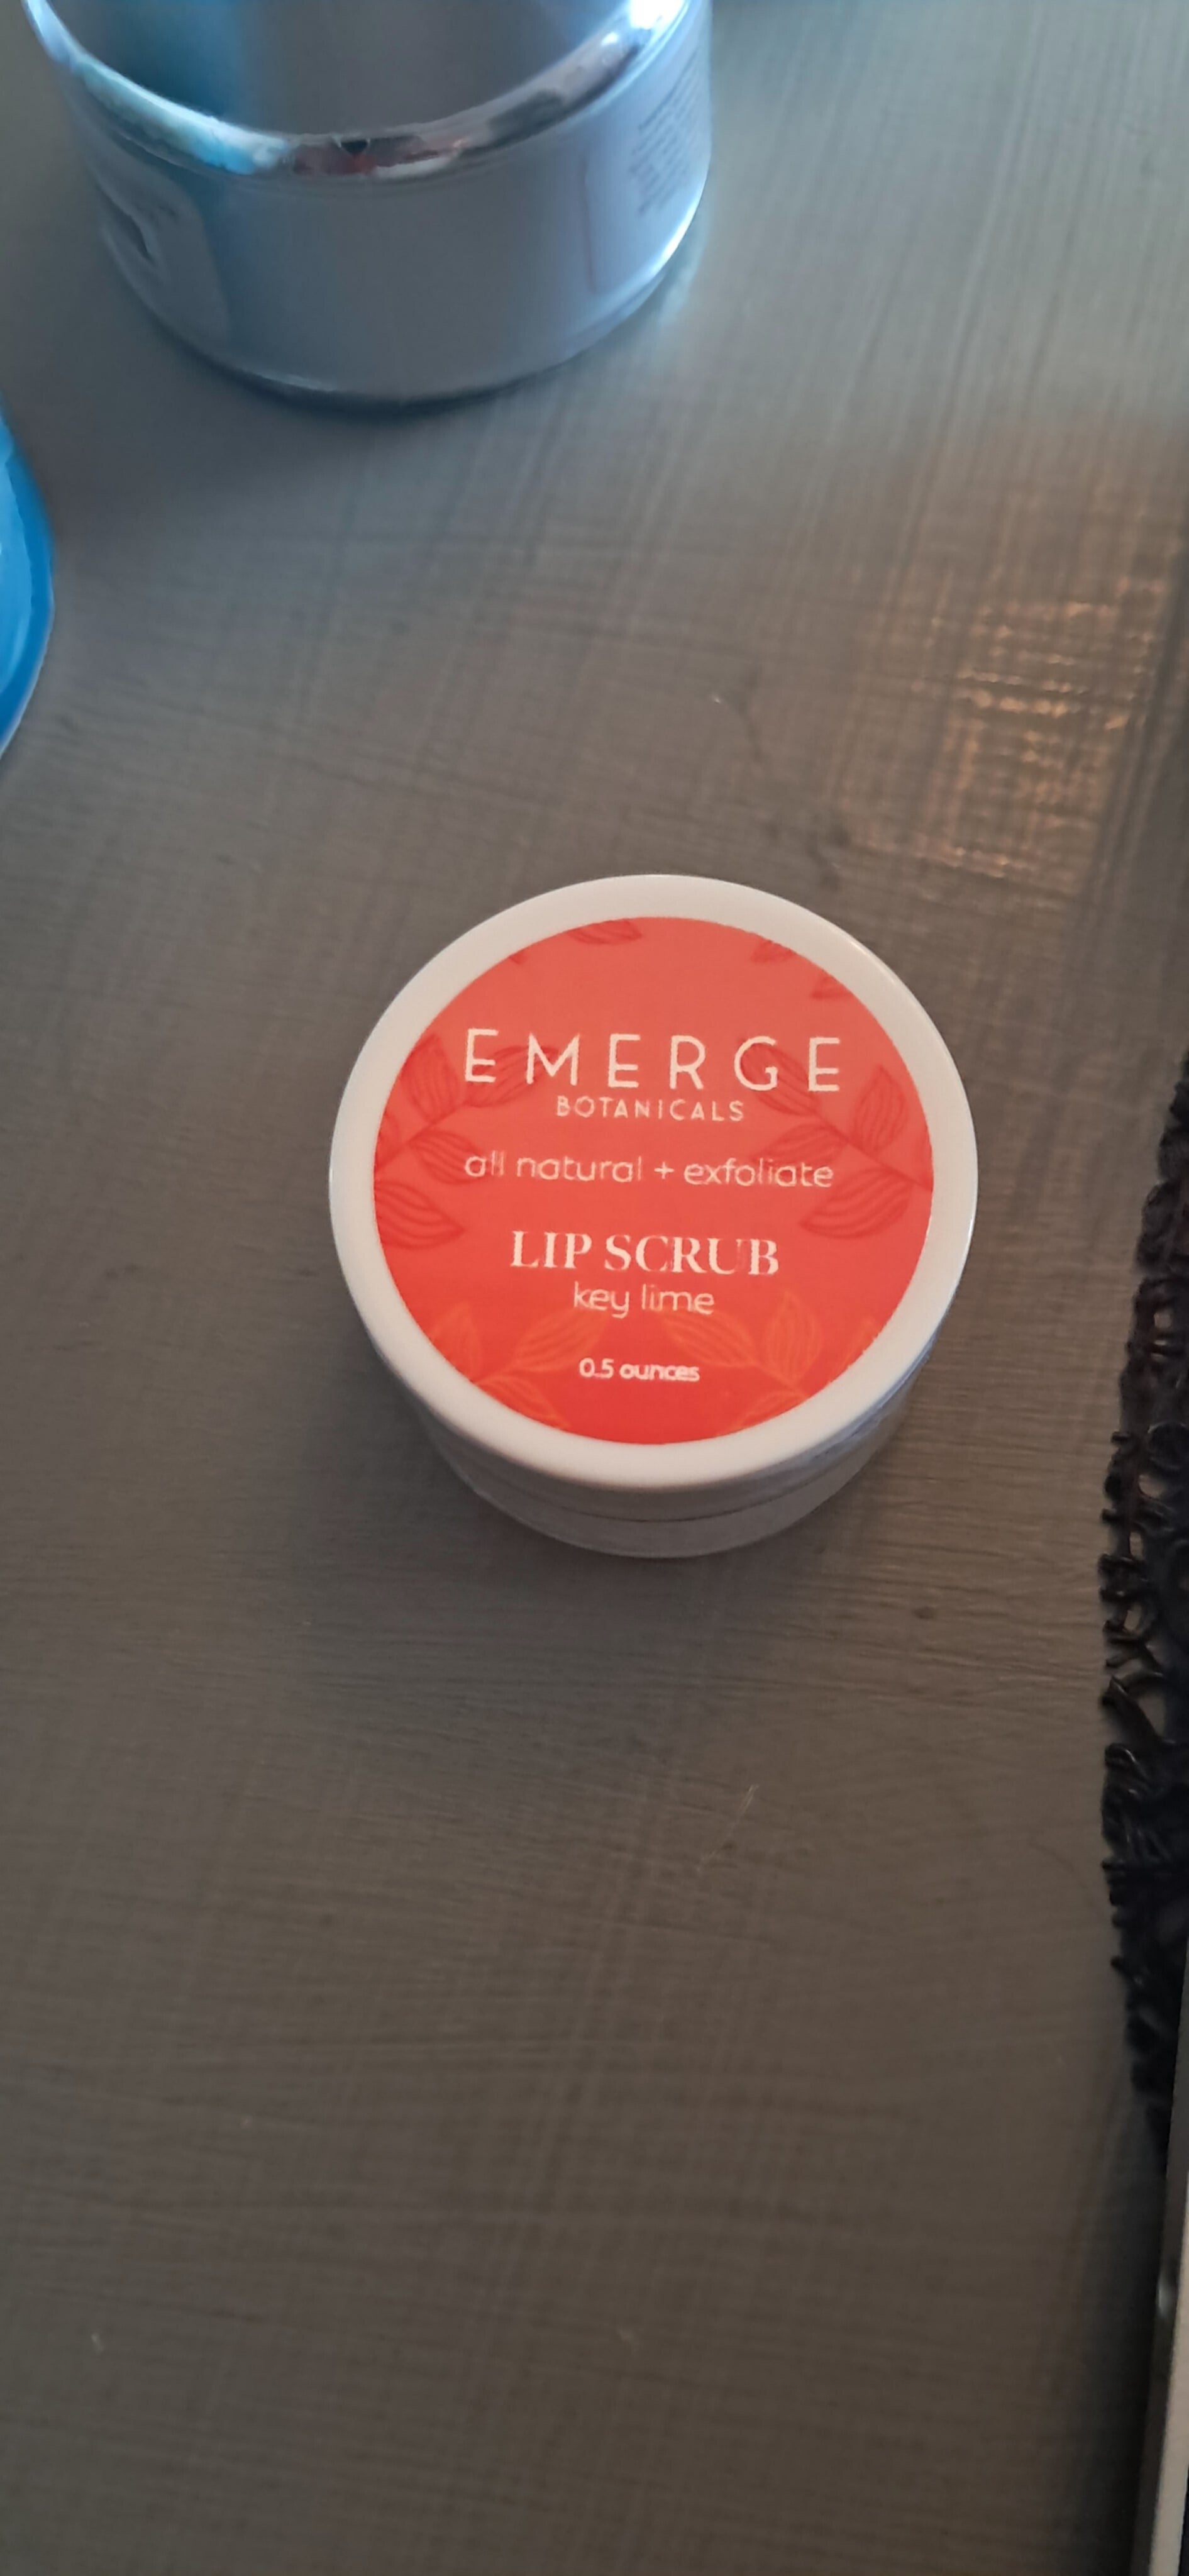 EMERGE
BOTANICALS
all natural + exfoliate
LIP SCRUB
key lime
0.5 ounces